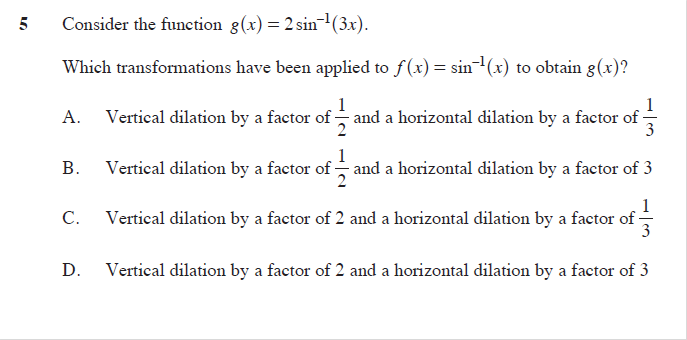 5 Consider the function g(x) = 2 sin⁻¹(3x).
Which transformations have been applied to f(x) = sin⁻¹(x) to obtain g(x)?
A. Vertical dilation by a factor of 1/2 and a horizontal dilation by a factor of 1/3
B. Vertical dilation by a factor of 1/2 and a horizontal dilation by a factor of 3
C. Vertical dilation by a factor of 2 and a horizontal dilation by a factor of 1/3
D. Vertical dilation by a factor of 2 and a horizontal dilation by a factor of 3